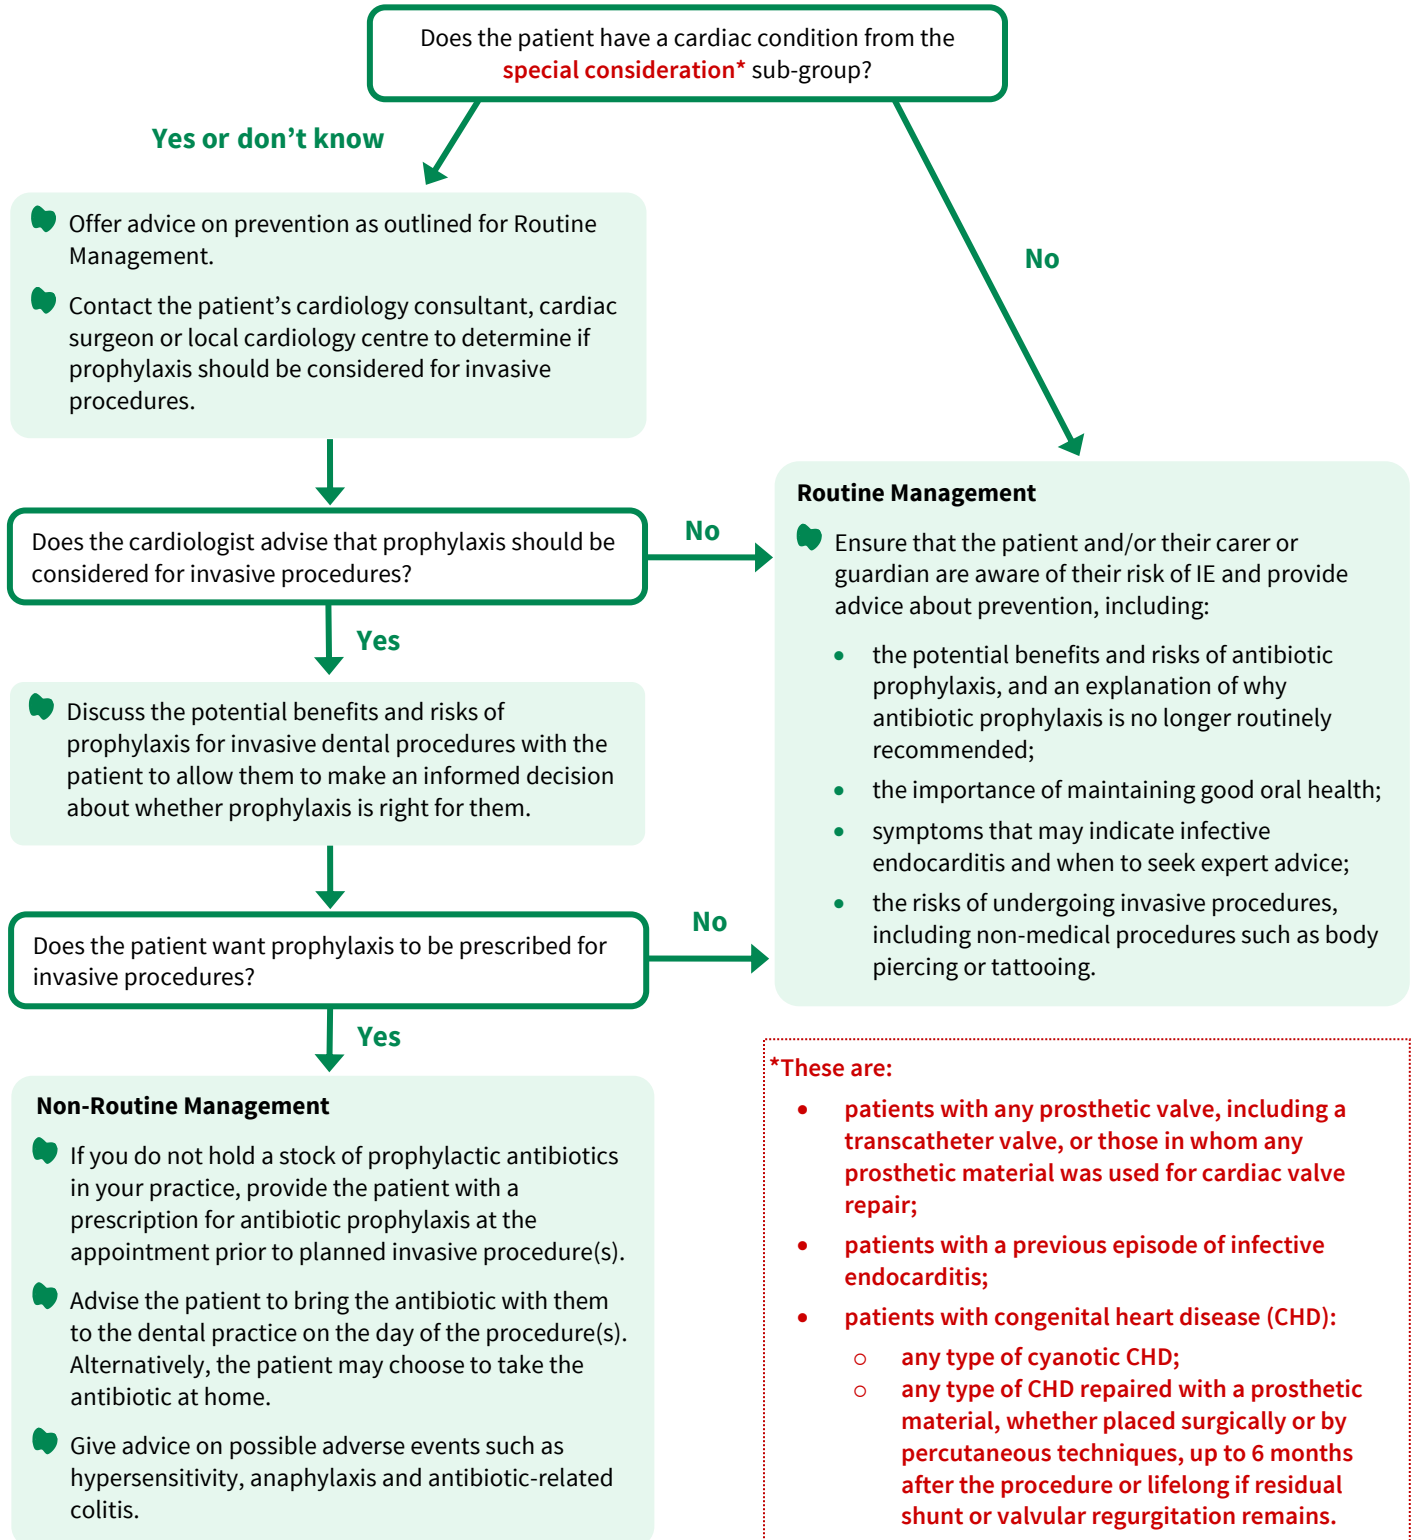 Does the patient have a cardiac condition from the
special consideration* sub-group?
Yes or don’t know
No
Offer advice on prevention as outlined for Routine
Management.
Contact the patient’s cardiology consultant, cardiac
surgeon or local cardiology centre to determine if
prophylaxis should be considered for invasive
procedures.
Does the cardiologist advise that prophylaxis should be
considered for invasive procedures?
No
Yes
Discuss the potential benefits and risks of
prophylaxis for invasive dental procedures with the
patient to allow them to make an informed decision
about whether prophylaxis is right for them.
Does the patient want prophylaxis to be prescribed for
invasive procedures?
No
Yes
Routine Management
Ensure that the patient and/or their carer or
guardian are aware of their risk of IE and provide
advice about prevention, including:
• the potential benefits and risks of antibiotic
prophylaxis, and an explanation of why
antibiotic prophylaxis is no longer routinely
recommended;
• the importance of maintaining good oral health;
• symptoms that may indicate infective
endocarditis and when to seek expert advice;
• the risks of undergoing invasive procedures,
including non-medical procedures such as body
piercing or tattooing.
Non-Routine Management
If you do not hold a stock of prophylactic antibiotics
in your practice, provide the patient with a
prescription for antibiotic prophylaxis at the
appointment prior to planned invasive procedure(s).
Advise the patient to bring the antibiotic with them
to the dental practice on the day of the procedure(s).
Alternatively, the patient may choose to take the
antibiotic at home.
Give advice on possible adverse events such as
hypersensitivity, anaphylaxis and antibiotic-related
colitis.
*These are:
• patients with any prosthetic valve, including a
transcatheter valve, or those in whom any
prosthetic material was used for cardiac valve
repair;
• patients with a previous episode of infective
endocarditis;
• patients with congenital heart disease (CHD):
o any type of cyanotic CHD;
o any type of CHD repaired with a prosthetic
material, whether placed surgically or by
percutaneous techniques, up to 6 months
after the procedure or lifelong if residual
shunt or valvular regurgitation remains.